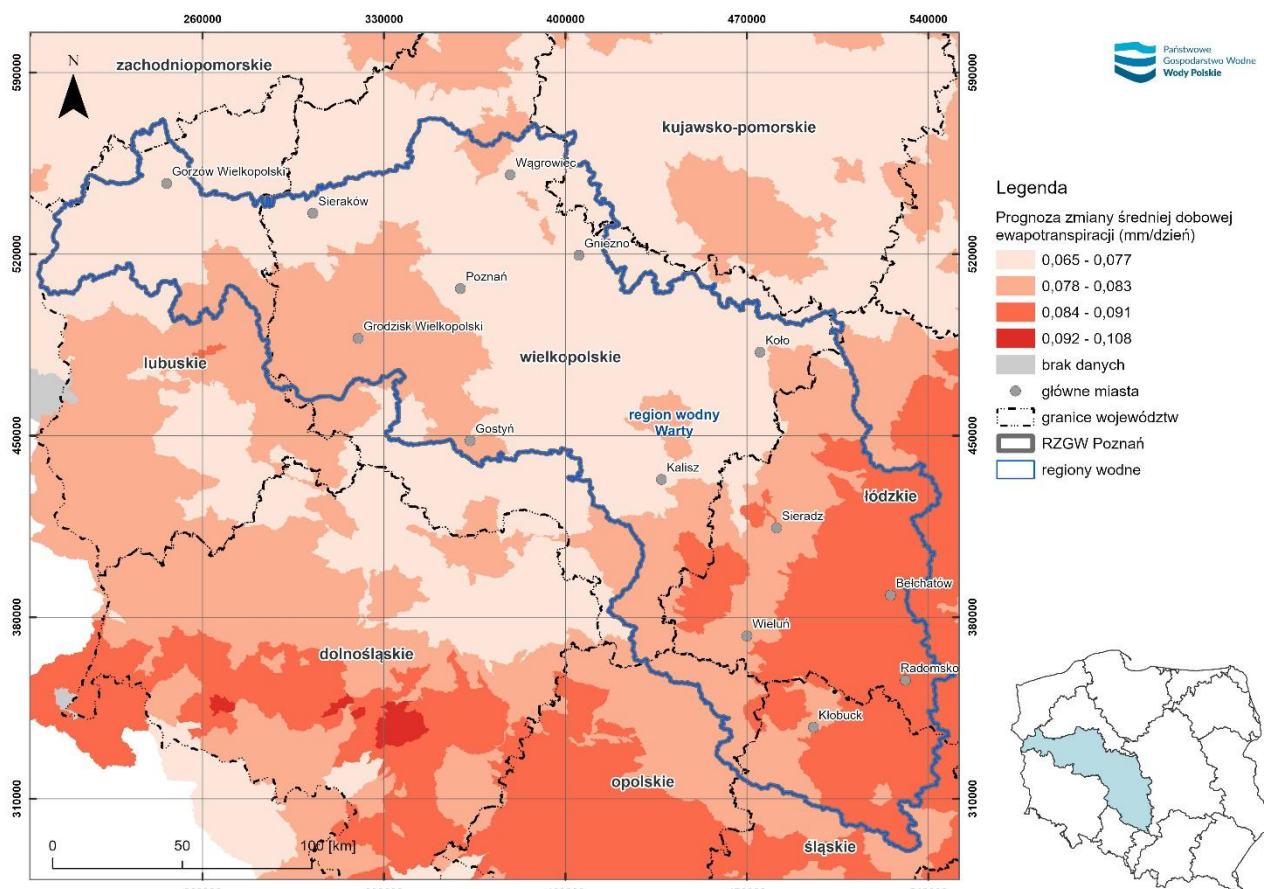 260000 330000 400000 470000 540000
590000
590000
N
zachodniopomorskie
kujawsko-pomorskie
Państwowe
Gospodarstwo Wodne
Wody Polskie
Gorzów Wielkopolski
Wągrowiec
Sieraków
Legenda
Prognoza zmiany średniej dobowej
ewapotranspiracji (mm/dzień)
0,065 - 0,077
0,078 - 0,083
0,084 - 0,091
0,092 - 0,108
brak danych
główne miasta
granice województw
RZGW Poznań
regiony wodne
520000
Gniezno
520000
Poznań
Grodzisk Wielkopolski
lubuskie
wielkopolskie
Koło
region wodny
Warty
450000
Gostyń
450000
Kalisz
łódzkie
Sieradz
Bełchatów
380000
380000
Wieluń
dolnośląskie
Radomsko
Kłobuck
opolskie
310000
310000
śląskie
0 50 100 [km]